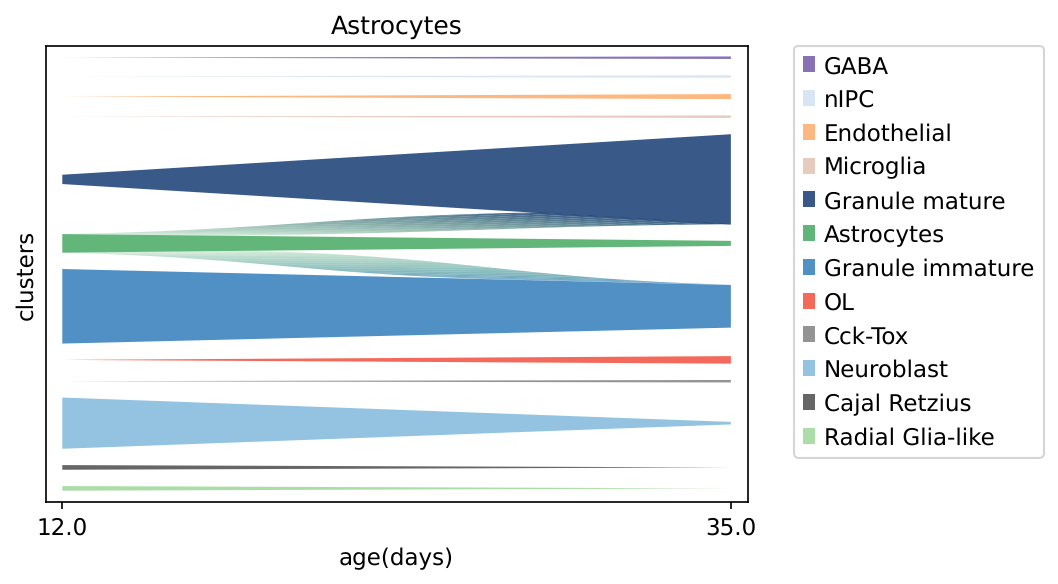 Astrocytes
clusters
12.0
35.0
age(days)
GABA
nIPC
Endothelial
Microglia
Granule mature
Astrocytes
Granule immature
OL
Cck-Tox
Neuroblast
Cajal Retzius
Radial Glia-like